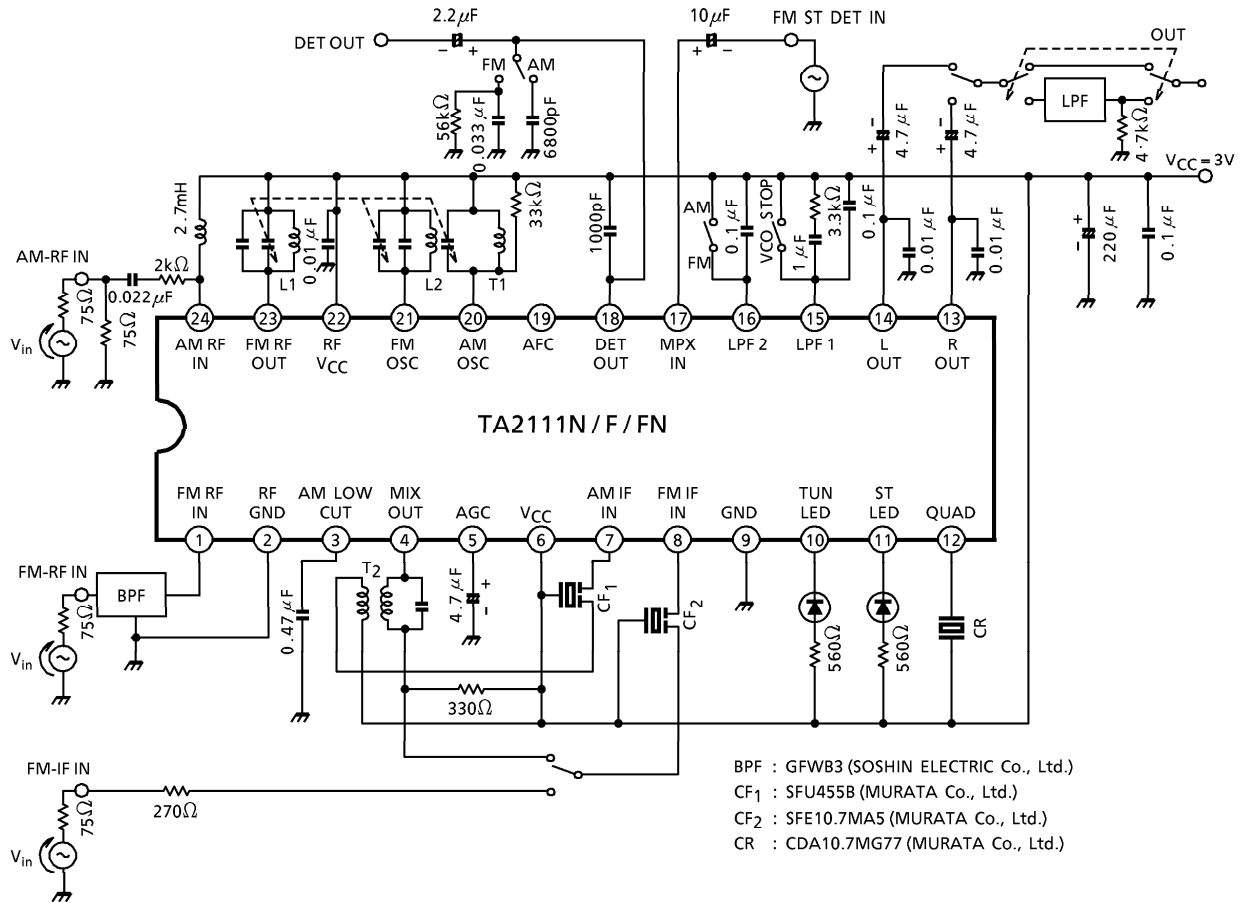 2.2μF
10μF
FM ST DET IN
OUT
DET OUT
FM
AM
LPF
56kΩ
0.033μF
6800pF
4.7μF
4.7μF
4.7kΩ
VCC = 3V
2.7mH
0.01μF
33kΩ
1000pF
AM
FM
0.1μF
VCO STOP
1μF
3.3kΩ
0.1μF
0.01μF
0.01μF
220μF
0.1μF
AM-RF IN
2kΩ
0.022μF
75Ω
75Ω
Vin
L1
L2
T1
24 23 22 21 20 19 18 17 16 15 14 13
AM RF IN
FM RF OUT
RF VCC
FM OSC
AM OSC
AFC
DET OUT
MPX IN
LPF 2
LPF 1
L OUT
R OUT
TA2111N / F / FN
FM RF IN
RF GND
AM LOW CUT
MIX OUT
AGC
VCC
AM IF IN
FM IF IN
GND
TUN LED
ST LED
QUAD
1 2 3 4 5 6 7 8 9 10 11 12
FM-RF IN
BPF
75Ω
Vin
0.47μF
T2
4.7μF
CF1
CF2
560Ω
560Ω
CR
330Ω
FM-IF IN
75Ω
Vin
270Ω
BPF : GFWB3 (SOSHIN ELECTRIC Co., Ltd.)
CF1 : SFU455B (MURATA Co., Ltd.)
CF2 : SFE10.7MA5 (MURATA Co., Ltd.)
CR : CDA10.7MG77 (MURATA Co., Ltd.)